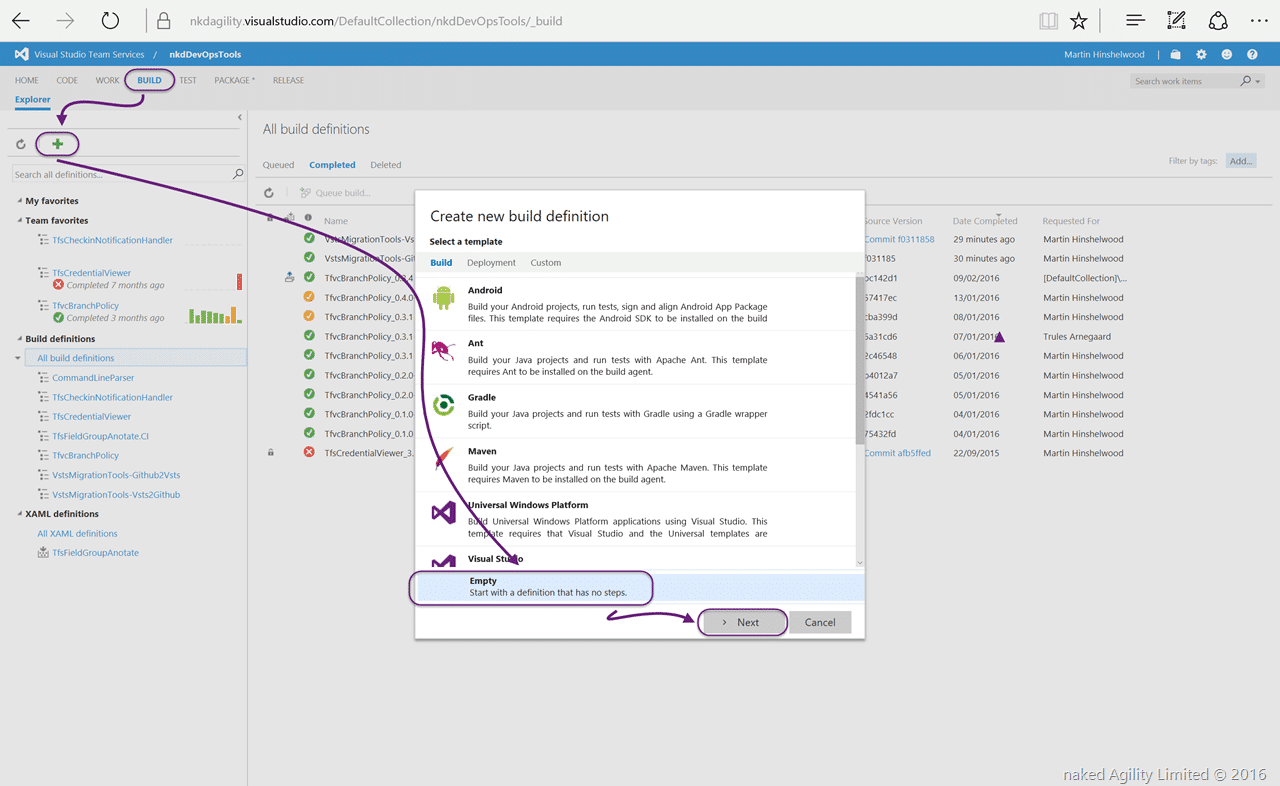 nkdagility.visualstudio.com/DefaultCollection/nkdDevOpsTools/_build
Visual Studio Team Services / nkdDevOpsTools
Martin Hinshelwood
HOME CODE WORK BUILD TEST PACKAGE * RELEASE
Search work items
Explorer
Search all definitions...
My favorites
Team favorites
TfsCheckinNotificationHandler
TfsCredentialViewer
Completed 7 months ago
TfvcBranchPolicy
Completed 3 months ago
Build definitions
All build definitions
CommandLineParser
TfsCheckinNotificationHandler
TfsCredentialViewer
TfsFieldGroupAnotate.CI
TfvcBranchPolicy
VstsMigrationTools-Github2Vsts
VstsMigrationTools-Vsts2Github
XAML definitions
All XAML definitions
TfsFieldGroupAnotate
All build definitions
Queued Completed Deleted
Filter by tags: Add...
Queue build...
Name Source Version Date Completed Requested For
VstsMigrationTools-Vst Commit f0311858 29 minutes ago Martin Hinshelwood
VstsMigrationTools-Git f031185 30 minutes ago Martin Hinshelwood
TfvcBranchPolicy_0.3.4 bc142d1 09/02/2016 [DefaultCollection]\...
TfvcBranchPolicy_0.4.0 57417ec 13/01/2016 Martin Hinshelwood
TfvcBranchPolicy_0.3.1 cba399d 08/01/2016 Martin Hinshelwood
TfvcBranchPolicy_0.3.1 6a31cd6 07/01/2016 Trules Arnegaard
TfvcBranchPolicy_0.3.1 2c46548 06/01/2016 Martin Hinshelwood
TfvcBranchPolicy_0.2.0 b4012a7 05/01/2016 Martin Hinshelwood
TfvcBranchPolicy_0.2.0 4541a56 05/01/2016 Martin Hinshelwood
TfvcBranchPolicy_0.1.0 2fdc1cc 04/01/2016 Martin Hinshelwood
TfvcBranchPolicy_0.1.0 75432fd 04/01/2016 Martin Hinshelwood
TfsCredentialViewer_3. Commit afb5ffed 22/09/2015 Martin Hinshelwood
Create new build definition
Select a template
Build Deployment Custom
Android
Build your Android projects, run tests, sign and align Android App Package
files. This template requires the Android SDK to be installed on the build
Ant
Build your Java projects and run tests with Apache Ant. This template
requires Ant to be installed on the build agent.
Gradle
Build your Java projects and run tests with Gradle using a Gradle wrapper
script.
Maven
Build your Java projects and run tests with Apache Maven. This template
requires Maven to be installed on the build agent.
Universal Windows Platform
Build Universal Windows Platform applications using Visual Studio. This
template requires that Visual Studio and the Universal templates are
Visual Studio
Empty
Start with a definition that has no steps.
Next Cancel
naked Agility Limited © 2016